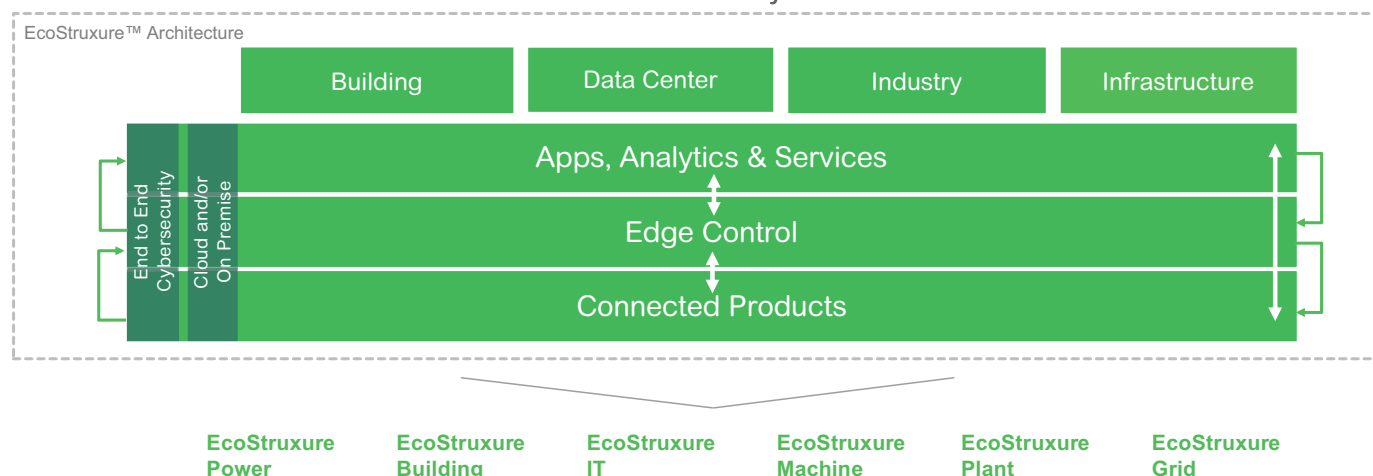 EcoStruxure™ Architecture
Building
Data Center
Industry
Infrastructure
End to End
Cybersecurity
Cloud and/or
On Premise
Apps, Analytics & Services
Edge Control
Connected Products
EcoStruxure
Power
EcoStruxure
Building
EcoStruxure
IT
EcoStruxure
Machine
EcoStruxure
Plant
EcoStruxure
Grid